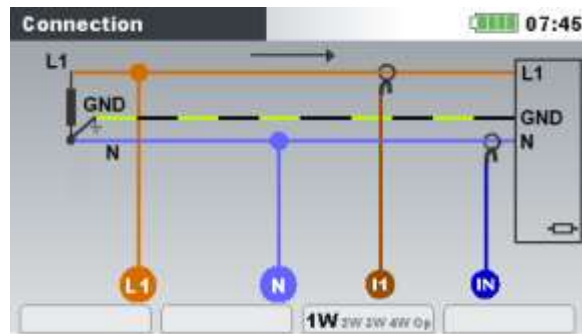 Connection 07:45
L1
L1
GND
GND
N
N
L1 N I1 IN
1W 2W 3W 4W Op